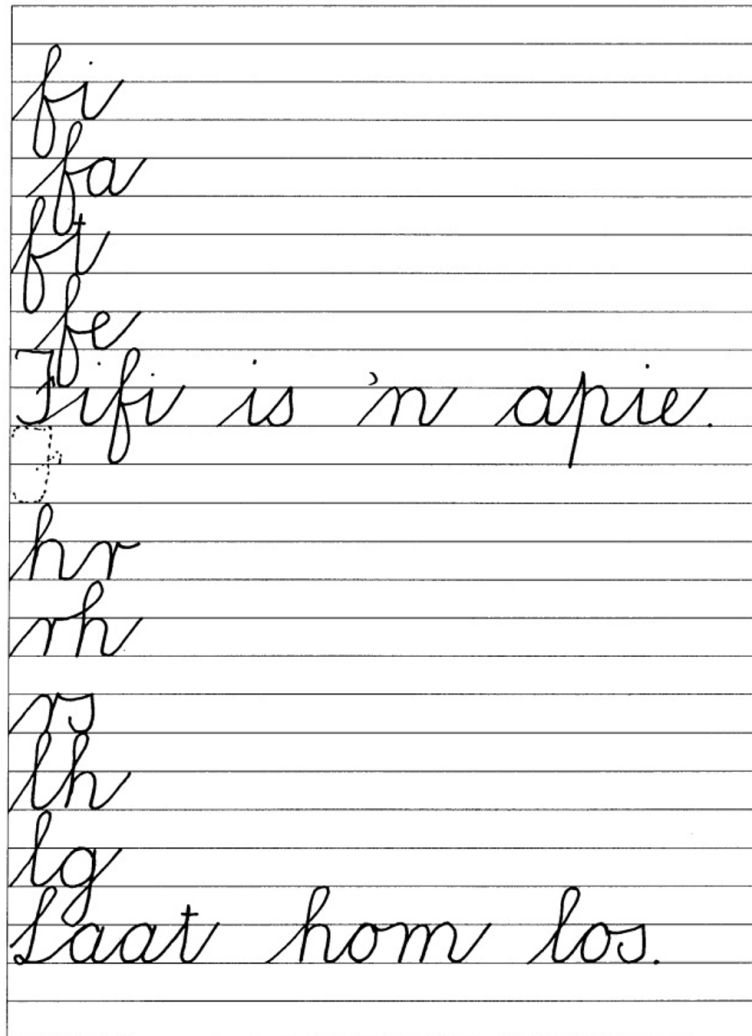 fi
fa
ft
fe
Fifi is 'n apie.
F
hr
rh
rs
lh
lg
Laat hom los.